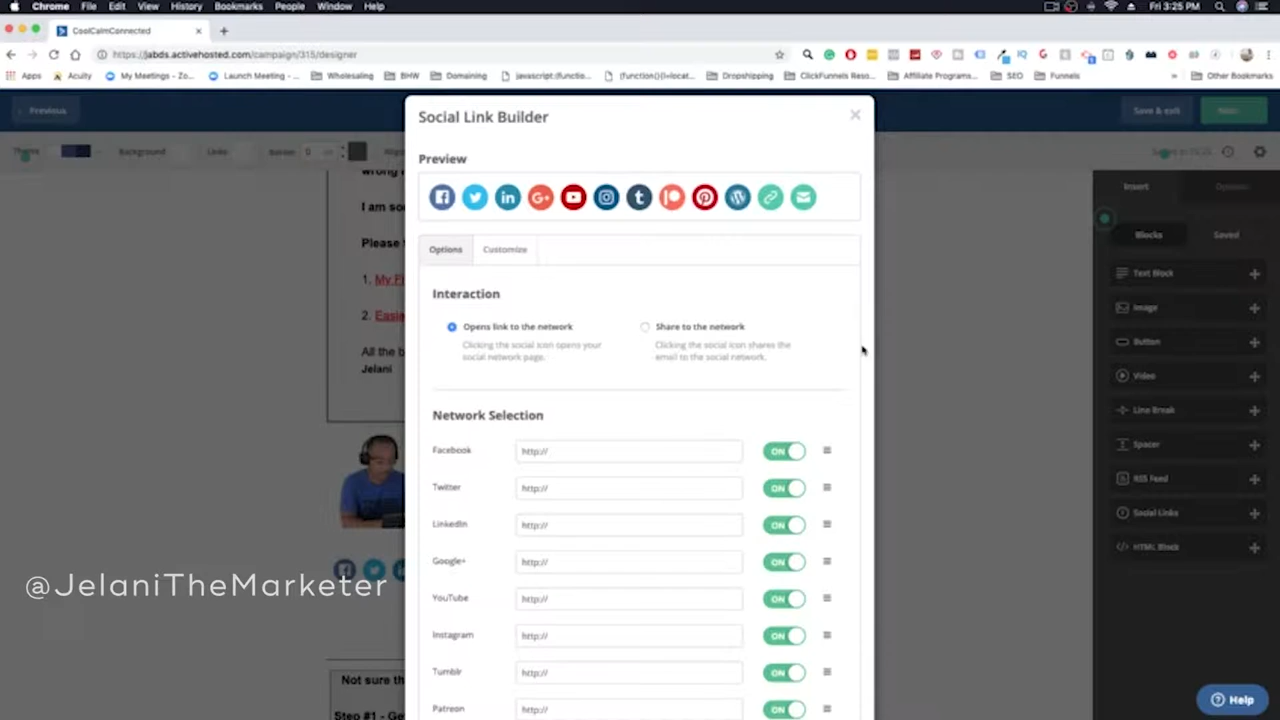 Chrome File Edit View History Bookmarks People Window Help
Fri 3:25 PM
CoolCalmConnected
https://jabds.activehosted.com/campaign/315/designer
Apps Acuity My Meetings - Zo... Launch Meeting - ... Wholesaling BHW Domaining javascript:(functio... (function(){l=locat... Dropshipping ClickFunnels Reso... Affiliate Programs... SEO Funnels » Other Bookmarks
Previous
Save & exit
Theme Background Links Border 0
Social Link Builder
Preview
Options Customize
Interaction
Opens link to the network
Clicking the social icon opens your
social network page.
Share to the network
Clicking the social icon shares the
email to the social network.
Network Selection
Facebook http:// ON
Twitter http:// ON
LinkedIn http:// ON
Google+ http:// ON
YouTube http:// ON
Instagram http:// ON
Tumblr http:// ON
Patreon http:// ON
I am so
Please
1. My Fi
2. Easie
All the b
Jelani
@JelaniTheMarketer
Not sure th
Step #1 - Ge
Insert Options
Blocks Saved
Text Block
Image
Button
Video
Line Break
Spacer
RSS Feed
Social Links
HTML Block
Help